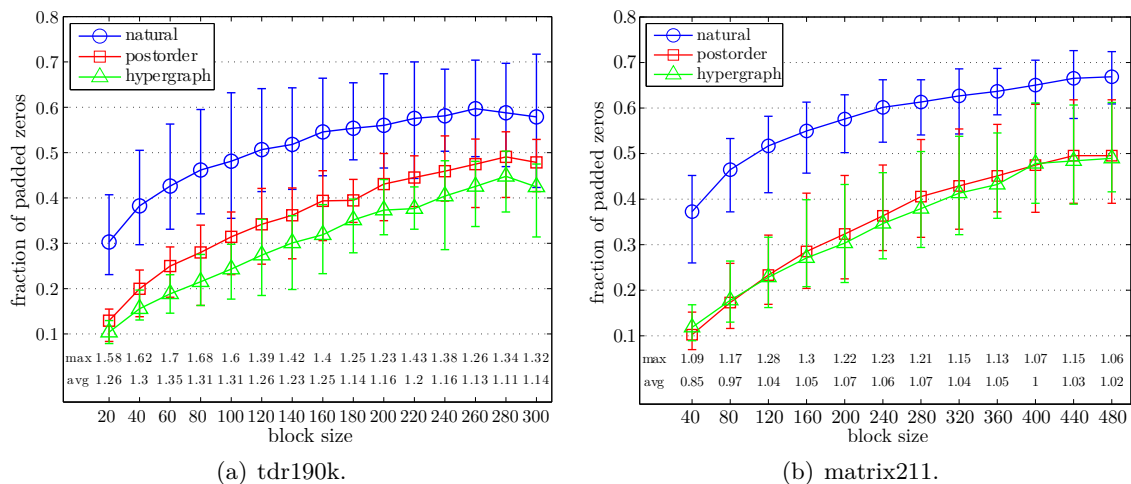 0.8
natural
postorder
hypergraph
0.7
0.6
0.5
0.4
0.3
0.2
0.1
fraction of padded zeros
max 1.58 1.62 1.7 1.68 1.6 1.39 1.42 1.4 1.25 1.23 1.43 1.38 1.26 1.34 1.32
avg 1.26 1.3 1.35 1.31 1.31 1.26 1.23 1.25 1.14 1.16 1.2 1.16 1.13 1.11 1.14
20 40 60 80 100 120 140 160 180 200 220 240 260 280 300
block size
(a) tdr190k.
0.8
natural
postorder
hypergraph
0.7
0.6
0.5
0.4
0.3
0.2
0.1
fraction of padded zeros
max 1.09 1.17 1.28 1.3 1.22 1.23 1.21 1.15 1.13 1.07 1.15 1.06
avg 0.85 0.97 1.04 1.05 1.07 1.06 1.07 1.04 1.05 1 1.03 1.02
40 80 120 160 200 240 280 320 360 400 440 480
block size
(b) matrix211.